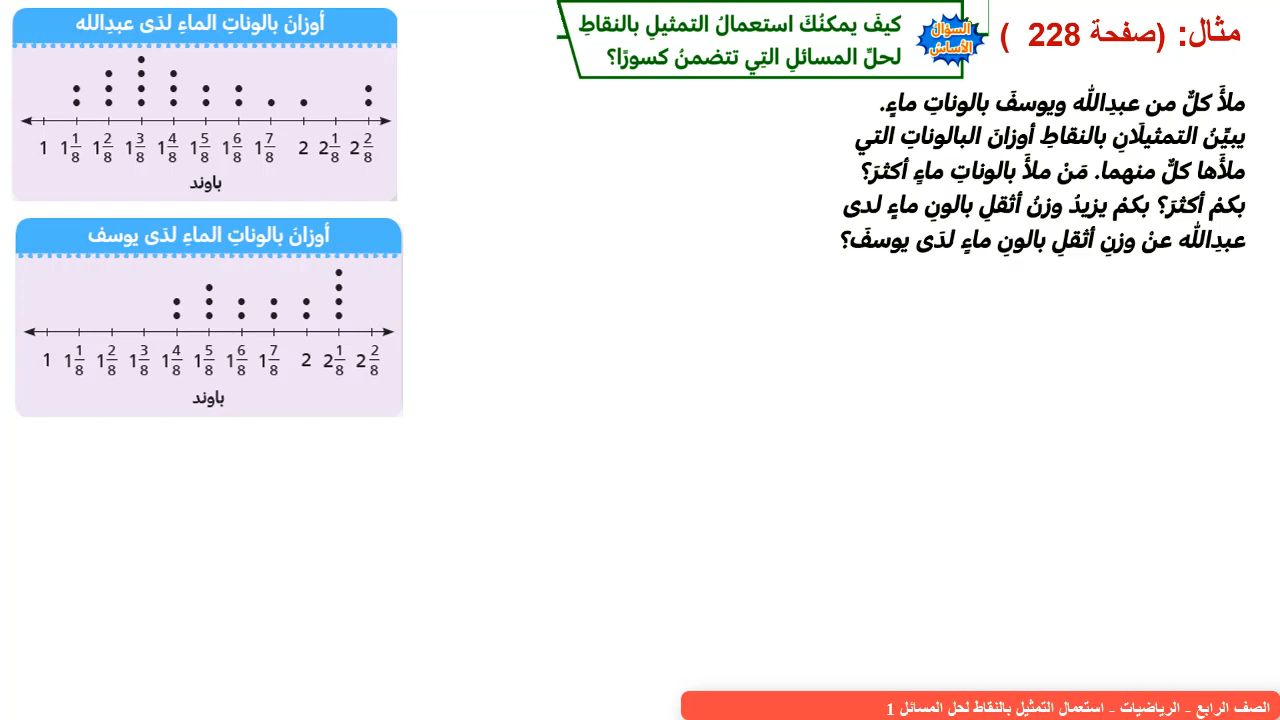 مثال: (صفحة 228 )
السؤال
الأساس
كيفَ يمكنُكَ استعمالُ التمثيلِ بالنقاطِ
لحلِّ المسائلِ التِي تتضمنُ كسورًا؟
ملأَ كلٌّ من عبدِالله ويوسفَ بالوناتِ ماءٍ.
يبيِّنُ التمثيلَانِ بالنقاطِ أوزانَ البالوناتِ التي
ملأَها كلٌّ منهما. مَنْ ملأَ بالوناتِ ماءٍ أكثرَ؟
بكمْ أكثرَ؟ بكمْ يزيدُ وزنُ أثقلِ بالونِ ماءٍ لدى
عبدِالله عنْ وزنِ أثقلِ بالونِ ماءٍ لدَى يوسفَ؟
أوزانَ بالوناتِ الماءِ لدَى عبدِالله
1 1 1/8 1 2/8 1 3/8 1 4/8 1 5/8 1 6/8 1 7/8 2 2 1/8 2 2/8
باوند
أوزانَ بالوناتِ الماءِ لدَى يوسف
1 1 1/8 1 2/8 1 3/8 1 4/8 1 5/8 1 6/8 1 7/8 2 2 1/8 2 2/8
باوند
الصف الرابع - الرياضيات - استعمال التمثيل بالنقاط لحل المسائل 1